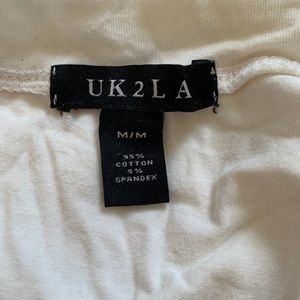 UK2LA
M/M
95%
COTTON
5%
SPANDEX